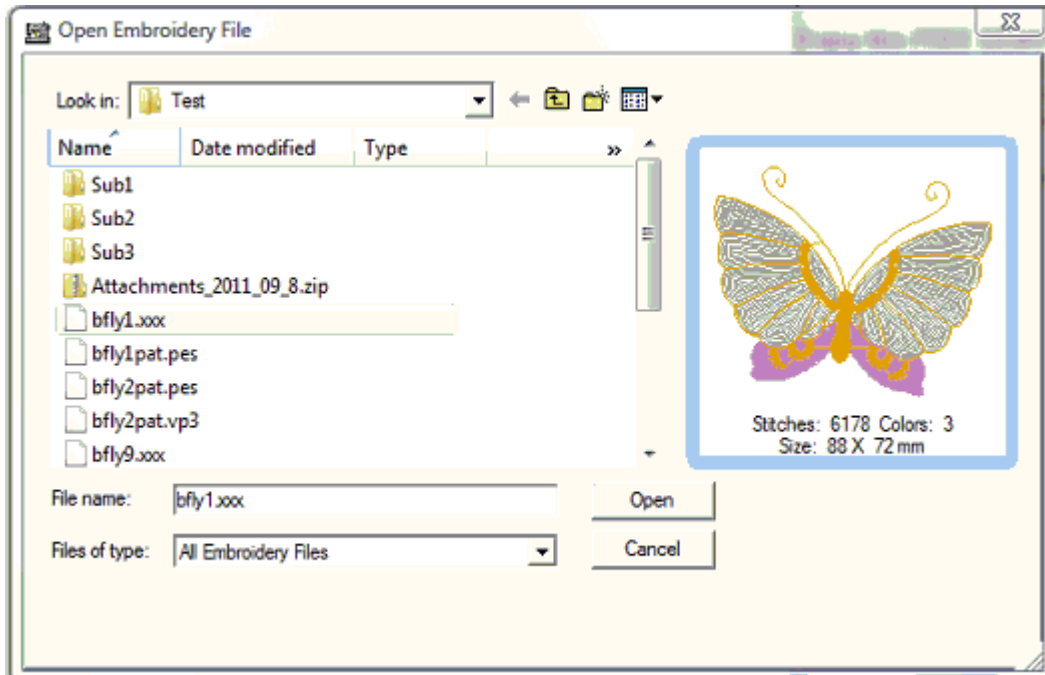 Open Embroidery File
Look in: Test
Name Date modified Type »
Sub1
Sub2
Sub3
Attachments_2011_09_8.zip
bfly1.xxx
bfly1pat.pes
bfly2pat.pes
bfly2pat.vp3
bfly9.xxx
Stitches: 6178 Colors: 3
Size: 88 X 72 mm
File name: bfly1.xxx
Open
Files of type: All Embroidery Files
Cancel